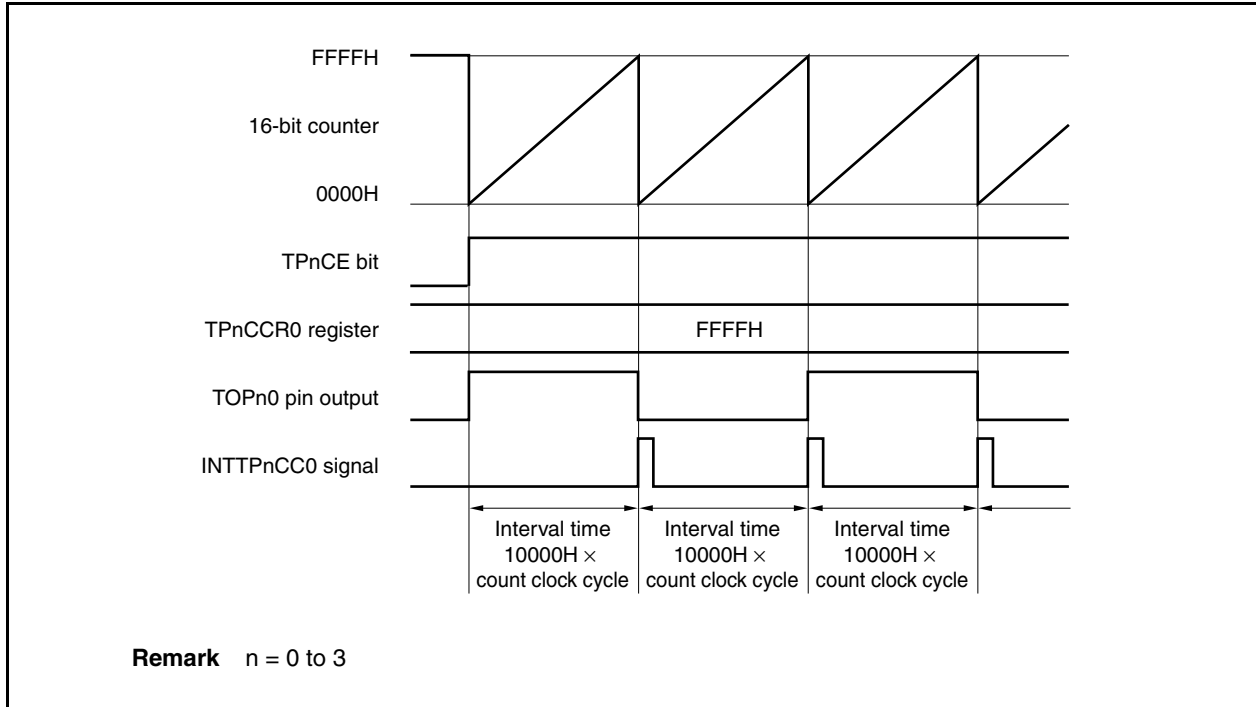 FFFFH
16-bit counter
0000H
TPnCE bit
TPnCCR0 register
FFFFH
TOPn0 pin output
INTTPnCC0 signal
Interval time
10000H ×
count clock cycle
Interval time
10000H ×
count clock cycle
Interval time
10000H ×
count clock cycle
Remark n = 0 to 3